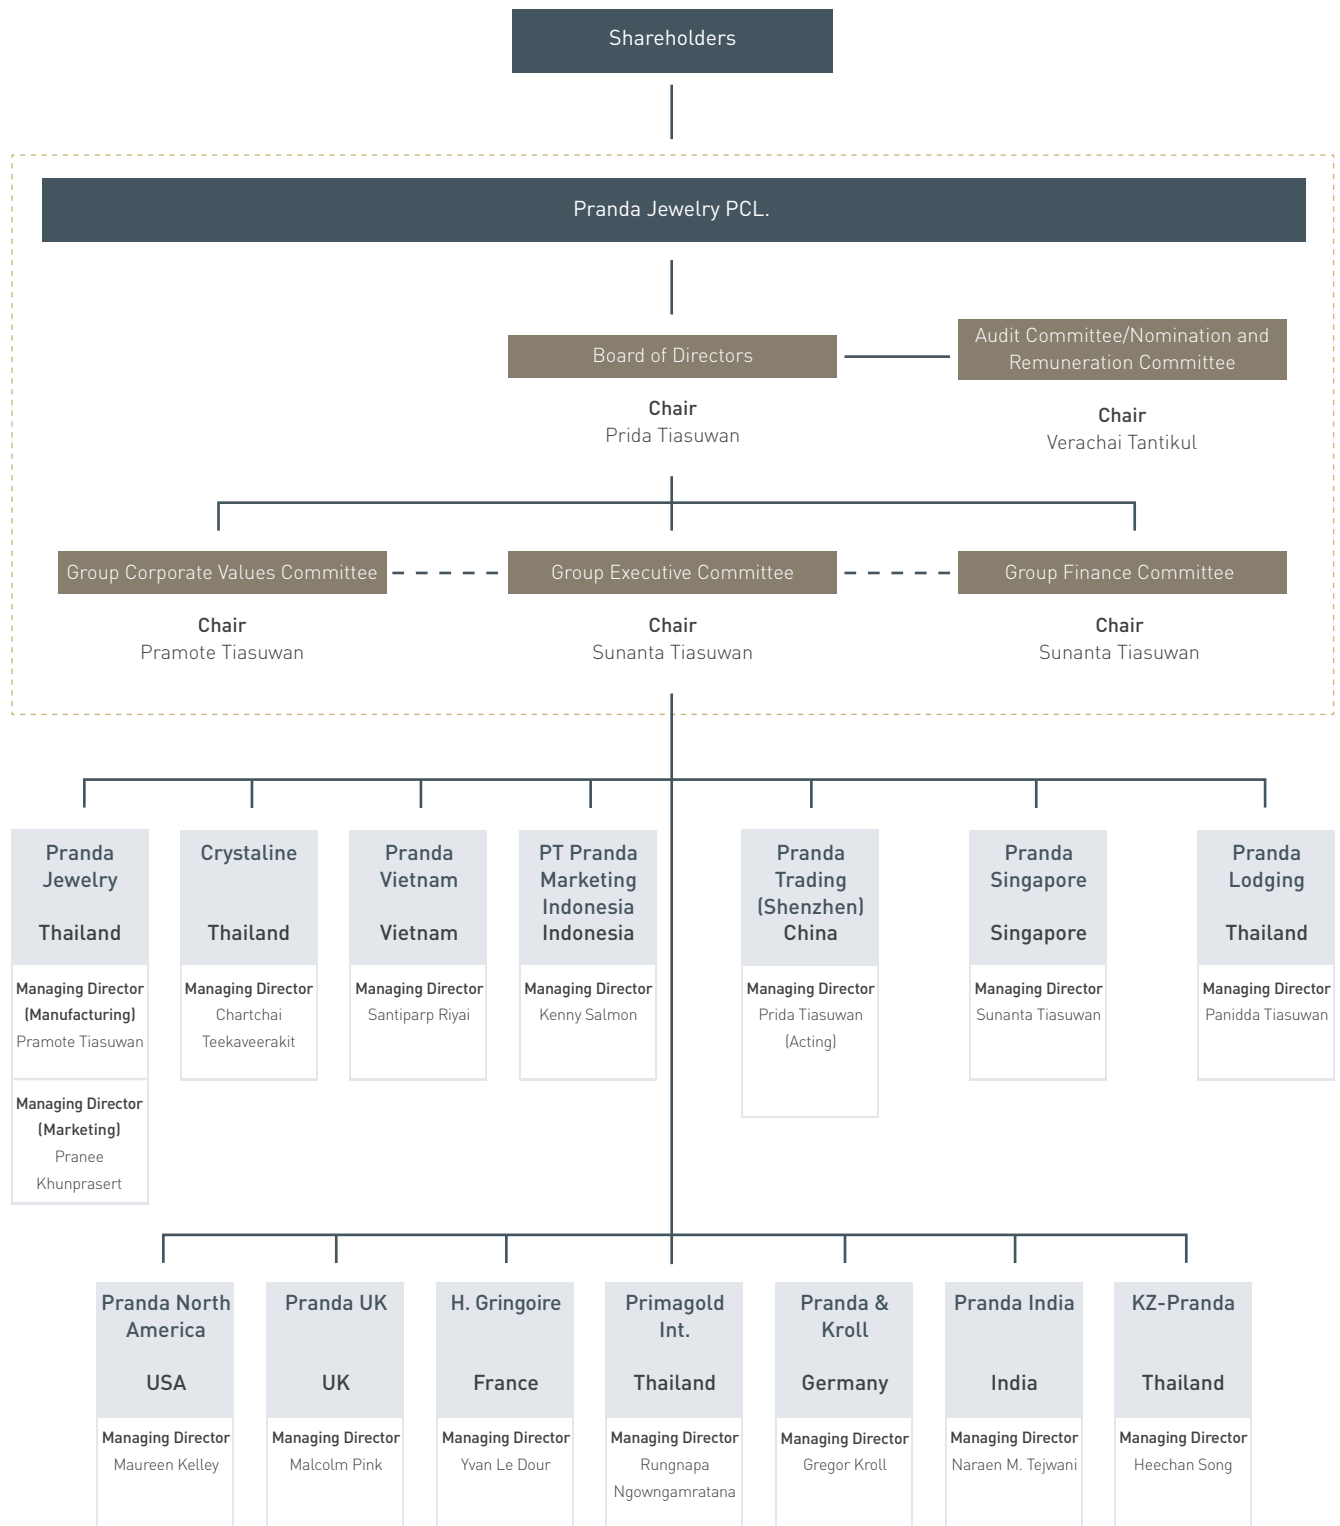 Shareholders
Pranda Jewelry PCL.
Board of Directors
Audit Committee/Nomination and
Remuneration Committee
Chair
Prida Tiasuwan
Chair
Verachai Tantikul
Group Corporate Values Committee
Group Executive Committee
Group Finance Committee
Chair
Pramote Tiasuwan
Chair
Sunanta Tiasuwan
Chair
Sunanta Tiasuwan
Pranda
Jewelry
Thailand
Managing Director
(Manufacturing)
Pramote Tiasuwan
Managing Director
(Marketing)
Pranee
Khunprasert
Crystaline
Thailand
Managing Director
Chartchai
Teekaveerakit
Pranda
Vietnam
Vietnam
Managing Director
Santiparp Riyai
PT Pranda
Marketing
Indonesia
Indonesia
Managing Director
Kenny Salmon
Pranda
Trading
(Shenzhen)
China
Managing Director
Prida Tiasuwan
(Acting)
Pranda
Singapore
Singapore
Managing Director
Sunanta Tiasuwan
Pranda
Lodging
Thailand
Managing Director
Panidda Tiasuwan
Pranda North
America
USA
Managing Director
Maureen Kelley
Pranda UK
UK
Managing Director
Malcolm Pink
H. Gringoire
France
Managing Director
Yvan Le Dour
Primagold
Int.
Thailand
Managing Director
Rungnapa
Ngowngamratana
Pranda &
Kroll
Germany
Managing Director
Gregor Kroll
Pranda India
India
Managing Director
Naraen M. Tejwani
KZ-Pranda
Thailand
Managing Director
Heechan Song